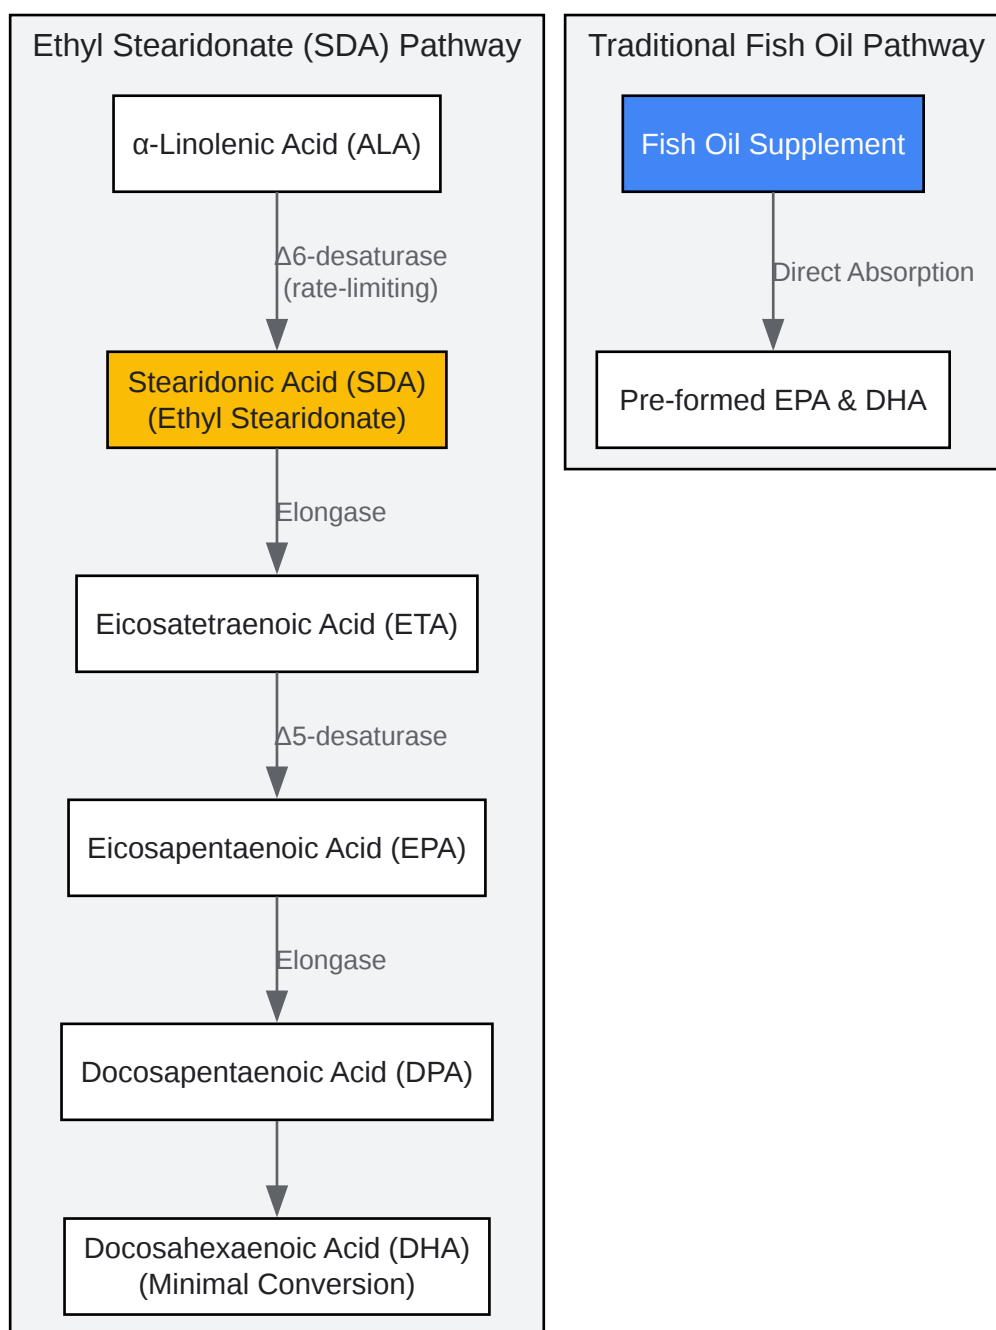 Ethyl Stearidonate (SDA) Pathway
α-Linolenic Acid (ALA)
Δ6-desaturase
(rate-limiting)
Stearidonic Acid (SDA)
(Ethyl Stearidonate)
Elongase
Eicosatetraenoic Acid (ETA)
Δ5-desaturase
Eicosapentaenoic Acid (EPA)
Elongase
Docosapentaenoic Acid (DPA)
Docosahexaenoic Acid (DHA)
(Minimal Conversion)
Traditional Fish Oil Pathway
Fish Oil Supplement
Direct Absorption
Pre-formed EPA & DHA